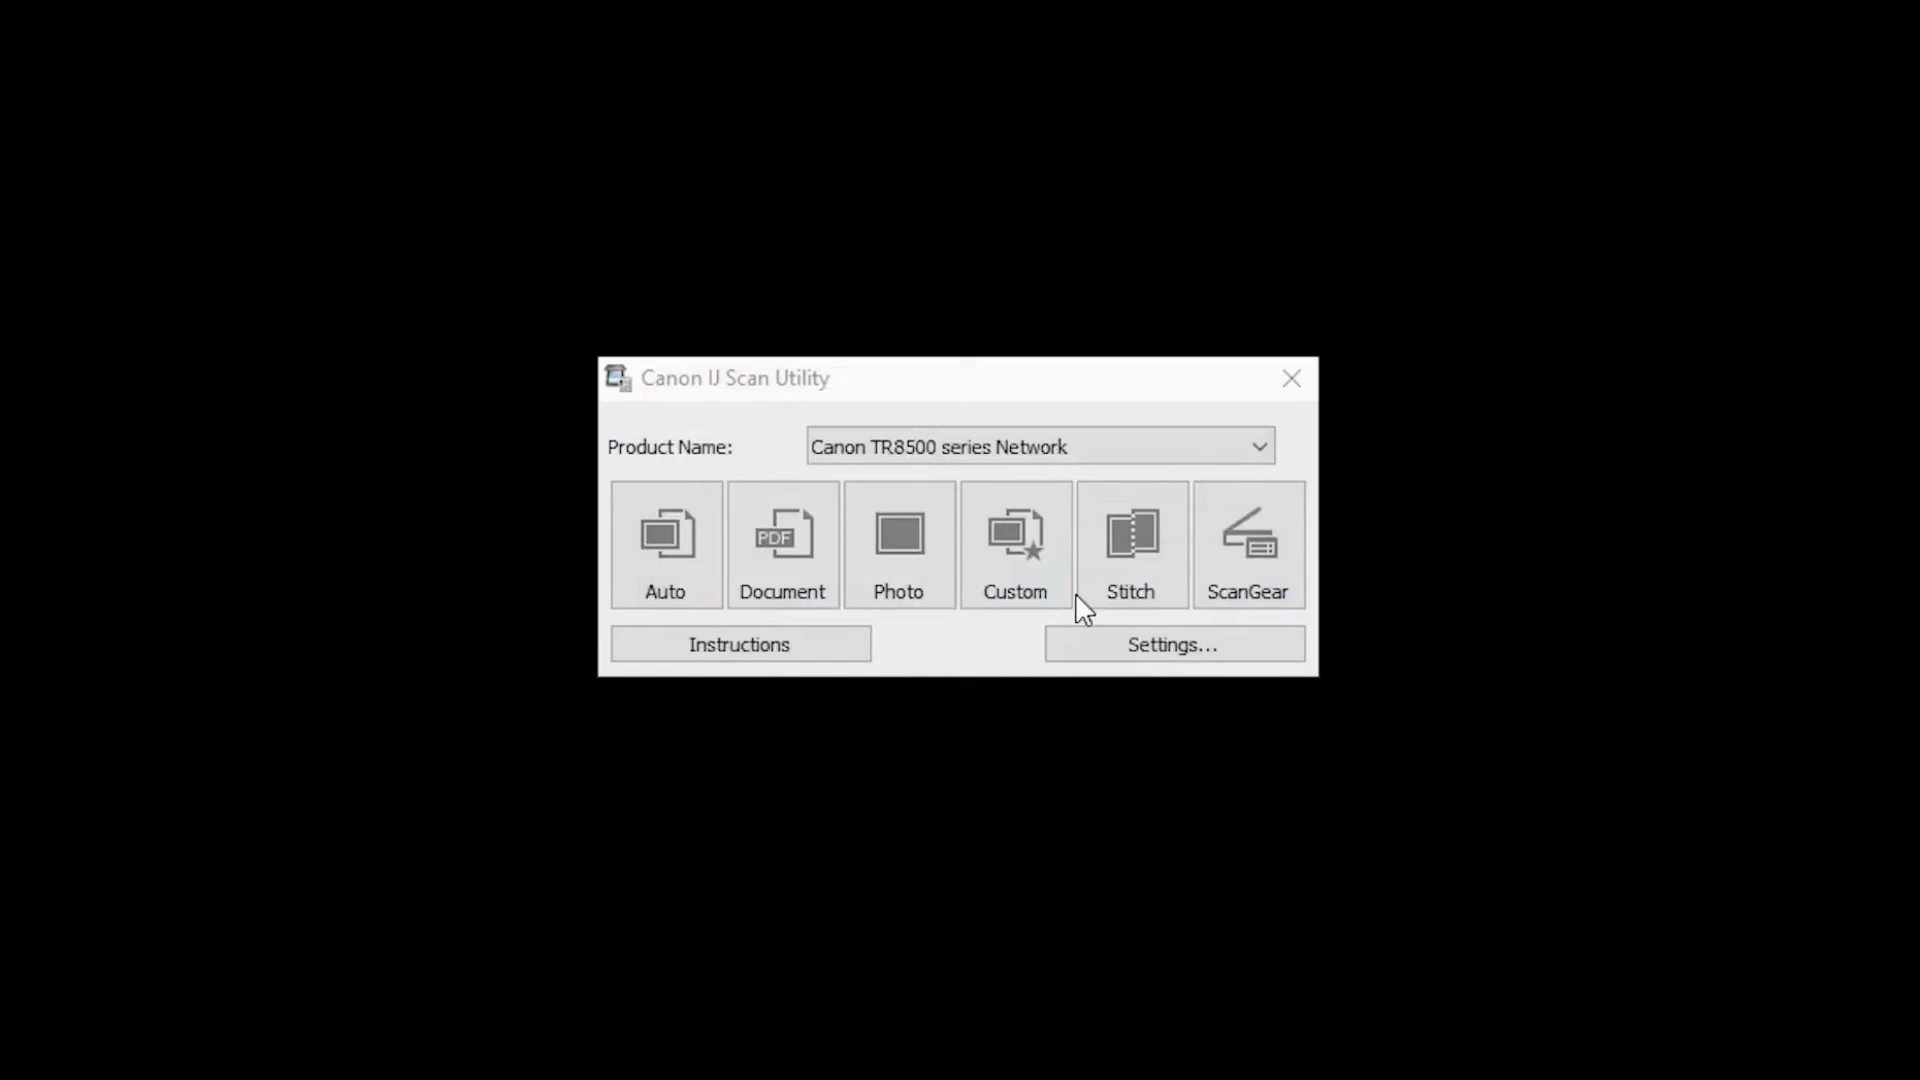 Canon IJ Scan Utility
Product Name: Canon TR8500 series Network
PDF
Auto Document Photo Custom Stitch ScanGear
Instructions Settings...